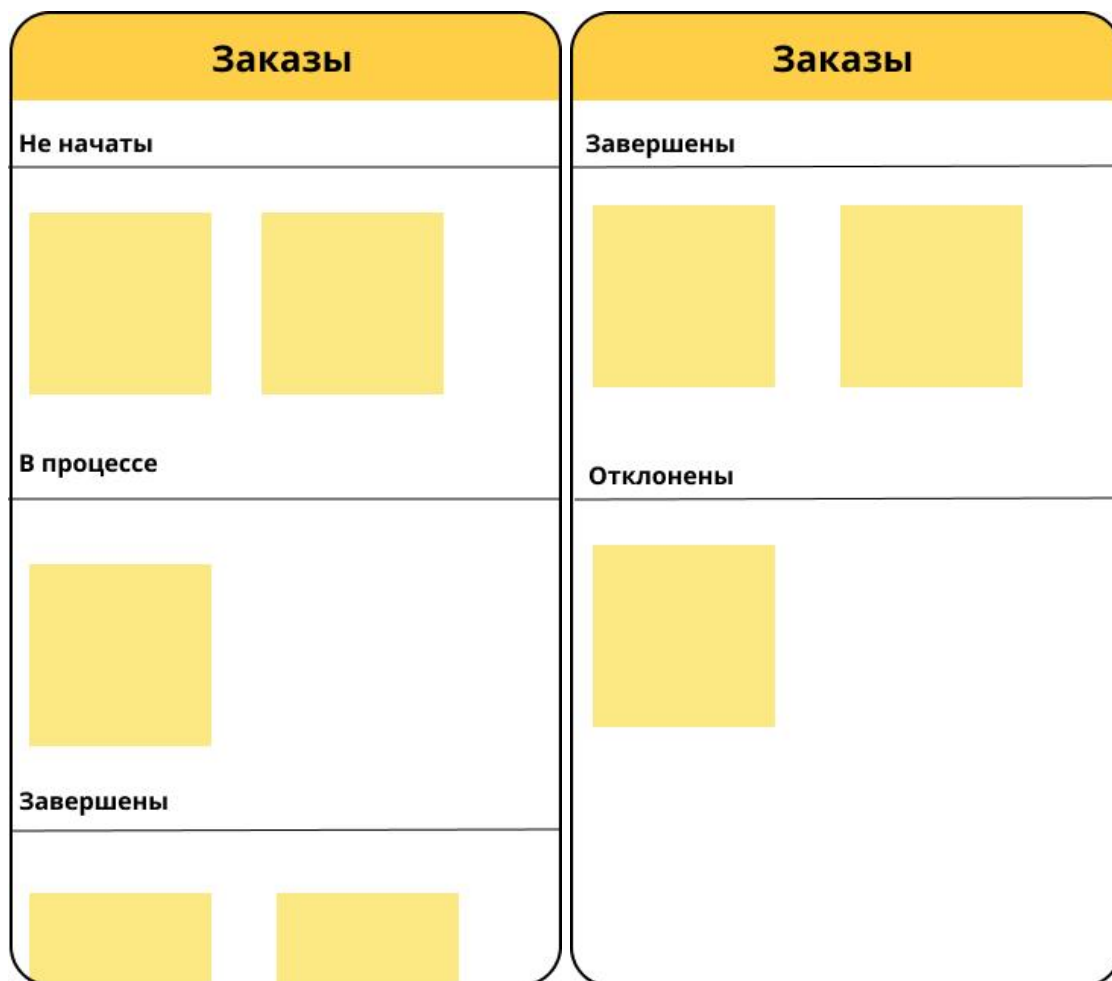 Заказы
Не начаты
В процессе
Завершены
Заказы
Завершены
Отклонены